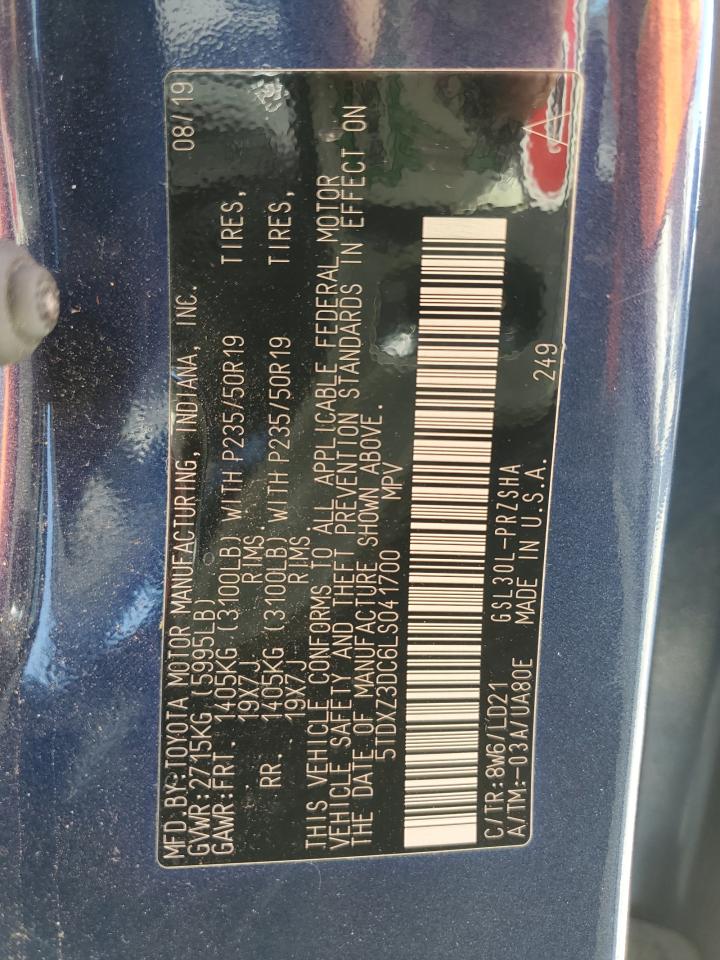 MFD.BY:TOYOTA MOTOR MANUFACTURING, INDIANA, INC. 08/19
GVWR:2715KG (5995LB)
GAWR:FRT. 1405KG (3100LB) WITH P235/50R19 TIRES,
19X7J RIMS.
RR. 1405KG (3100LB) WITH P235/50R19 TIRES,
19X7J RIMS
THIS VEHICLE CONFORMS TO ALL APPLICABLE FEDERAL MOTOR
VEHICLE SAFETY AND THEFT PREVENTION STANDARDS IN EFFECT ON
THE DATE OF MANUFACTURE SHOWN ABOVE.
5TDXZ3DC6LS041700 MPV
C/TR:8W6/LD21 GSL30L-PRZSHA 249
A/TM:-03A/UA80E MADE IN U.S.A.